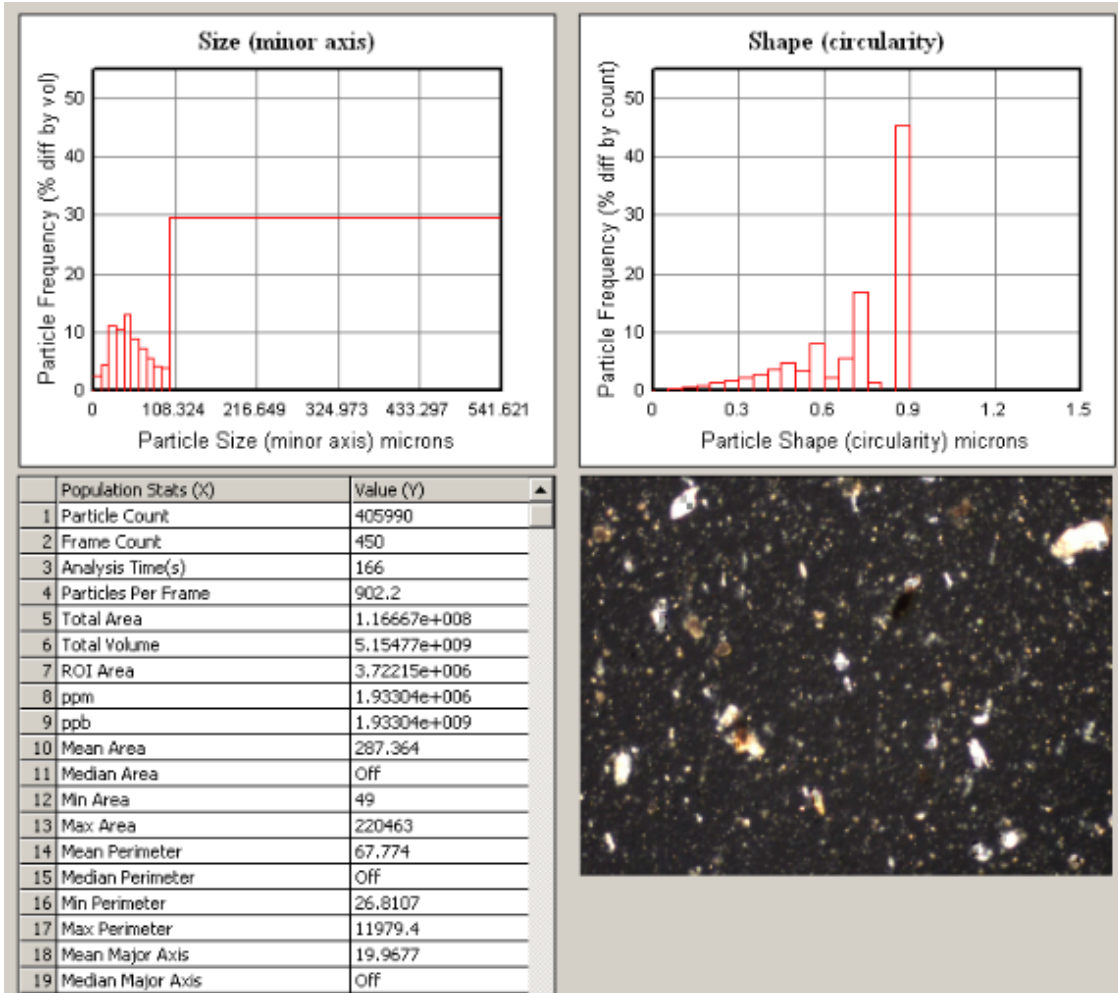 Size (minor axis)
Particle Frequency (% diff by vol)
50
40
30
20
10
0
0 108.324 216.649 324.973 433.297 541.621
Particle Size (minor axis) microns
Shape (circularity)
Particle Frequency (% diff by count)
50
40
30
20
10
0
0 0.3 0.6 0.9 1.2 1.5
Particle Shape (circularity) microns
Population Stats (X) Value (Y)
1 Particle Count 405990
2 Frame Count 450
3 Analysis Time(s) 166
4 Particles Per Frame 902.2
5 Total Area 1.16667e+008
6 Total Volume 5.15477e+009
7 ROI Area 3.72215e+006
8 ppm 1.93304e+006
9 ppb 1.93304e+009
10 Mean Area 287.364
11 Median Area Off
12 Min Area 49
13 Max Area 220463
14 Mean Perimeter 67.774
15 Median Perimeter Off
16 Min Perimeter 26.8107
17 Max Perimeter 11979.4
18 Mean Major Axis 19.9677
19 Median Major Axis Off